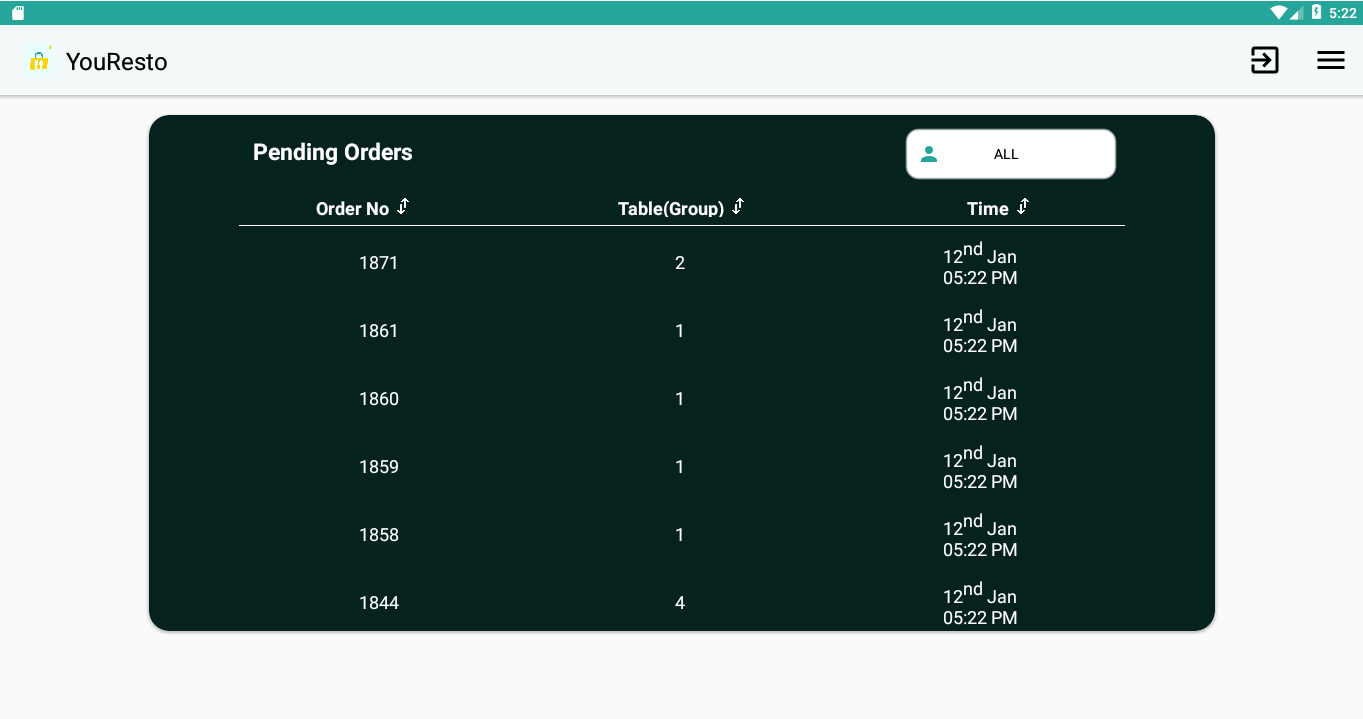 5:22
YouResto
Pending Orders
ALL
Order No Table(Group) Time
1871 2 12nd Jan
05:22 PM
1861 1 12nd Jan
05:22 PM
1860 1 12nd Jan
05:22 PM
1859 1 12nd Jan
05:22 PM
1858 1 12nd Jan
05:22 PM
1844 4 12nd Jan
05:22 PM